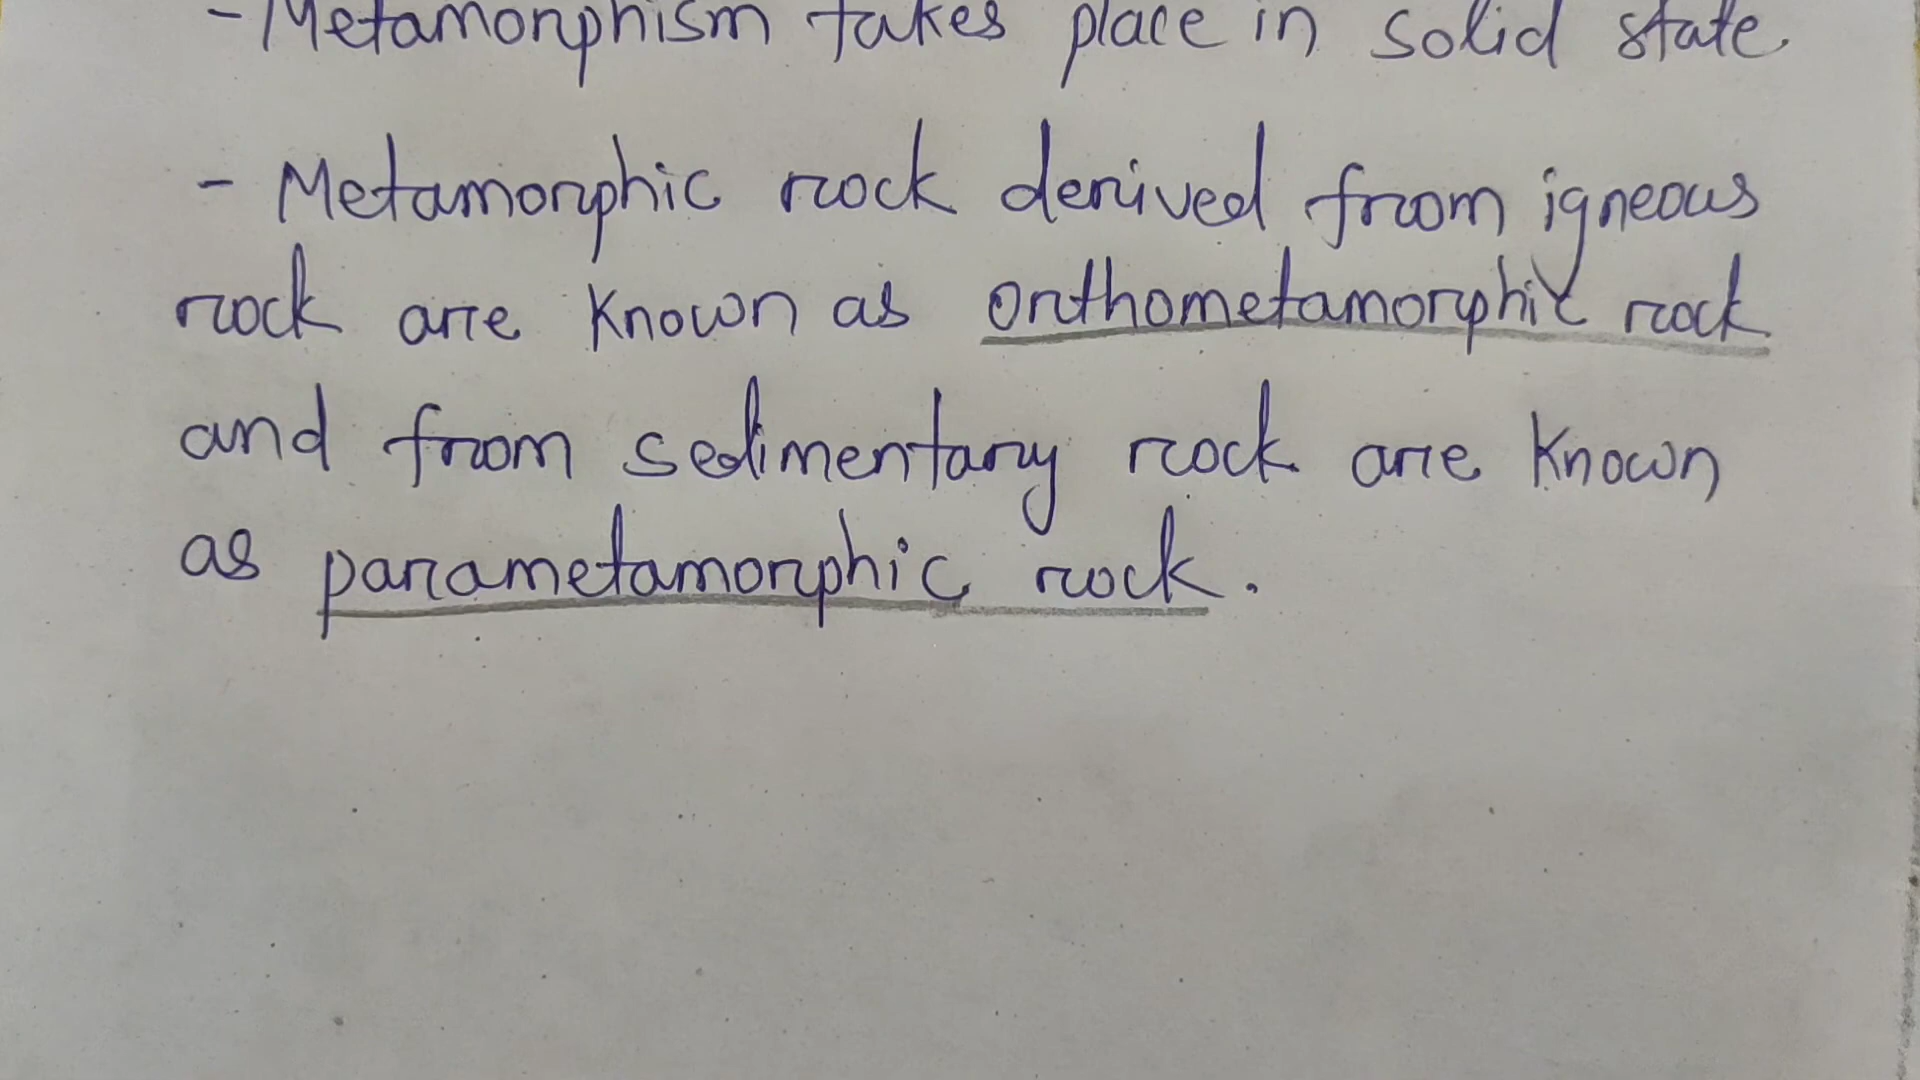 - Metamorphism takes place in solid state
- Metamorphic rock derived from igneous
rock are known as orthometamorphic rock
and from sedimentary rock are known
as parametamorphic rock.